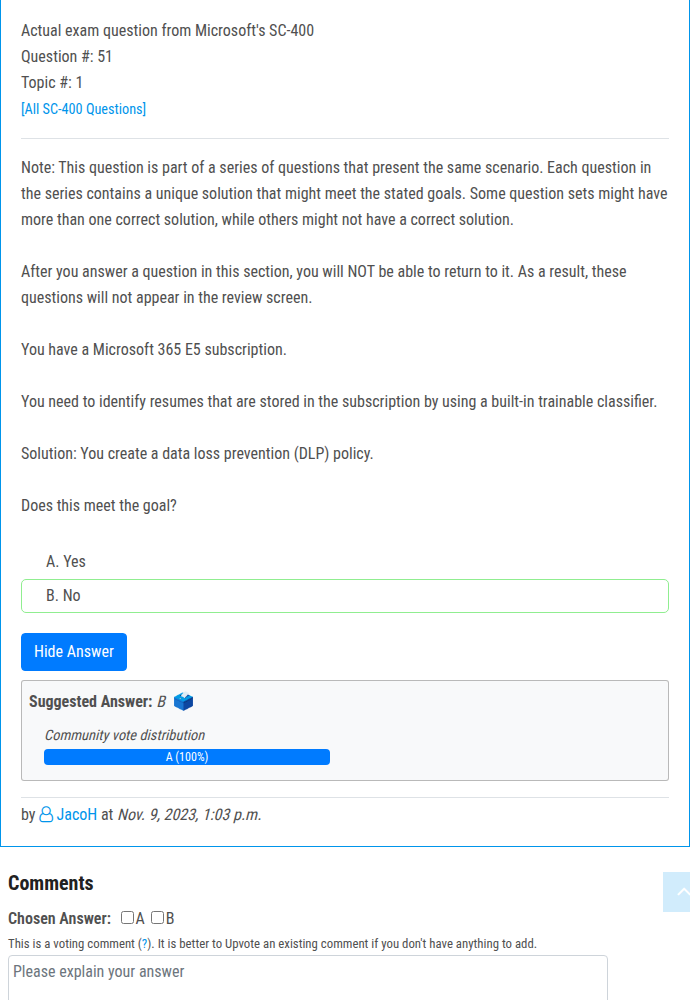 Actual exam question from Microsoft's SC-400
Question #: 51
Topic #: 1
[All SC-400 Questions]
Note: This question is part of a series of questions that present the same scenario. Each question in
the series contains a unique solution that might meet the stated goals. Some question sets might have
more than one correct solution, while others might not have a correct solution.
After you answer a question in this section, you will NOT be able to return to it. As a result, these
questions will not appear in the review screen.
You have a Microsoft 365 E5 subscription.
You need to identify resumes that are stored in the subscription by using a built-in trainable classifier.
Solution: You create a data loss prevention (DLP) policy.
Does this meet the goal?
A. Yes
B. No
Hide Answer
Suggested Answer: B
Community vote distribution
A (100%)
by JacoH at Nov. 9, 2023, 1:03 p.m.
Comments
Chosen Answer: A B
This is a voting comment (?). It is better to Upvote an existing comment if you don't have anything to add.
Please explain your answer